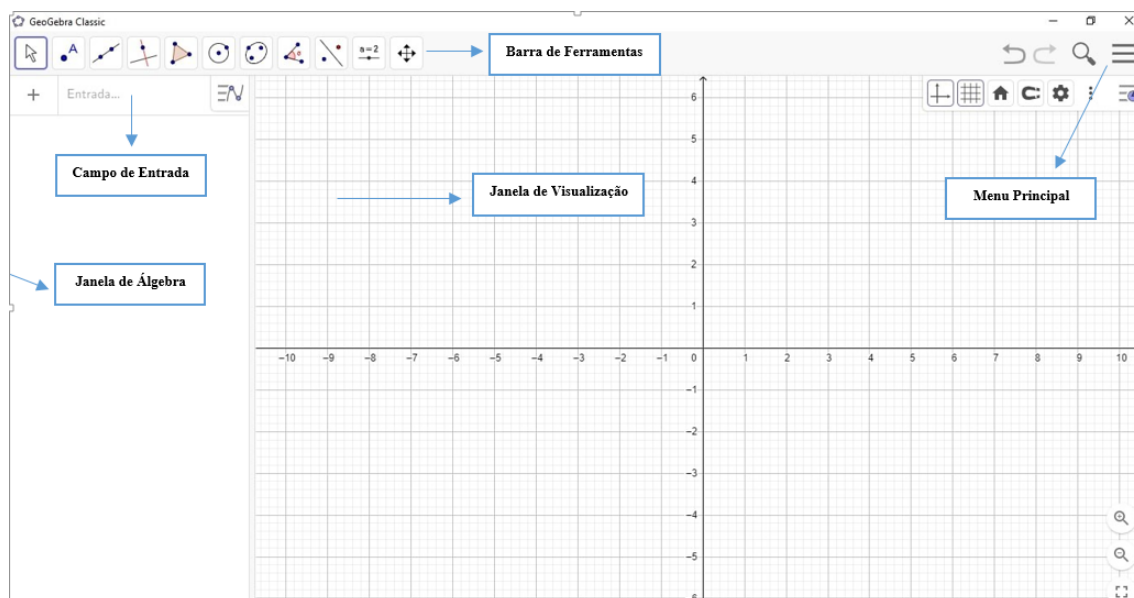 GeoGebra Classic
A
a=2
Barra de Ferramentas
+ Entrada...
Campo de Entrada
Janela de Visualização
Menu Principal
Janela de Álgebra
6
5
4
3
2
1
−10 −9 −8 −7 −6 −5 −4 −3 −2 −1 0 1 2 3 4 5 6 7 8 9 10
−1
−2
−3
−4
−5